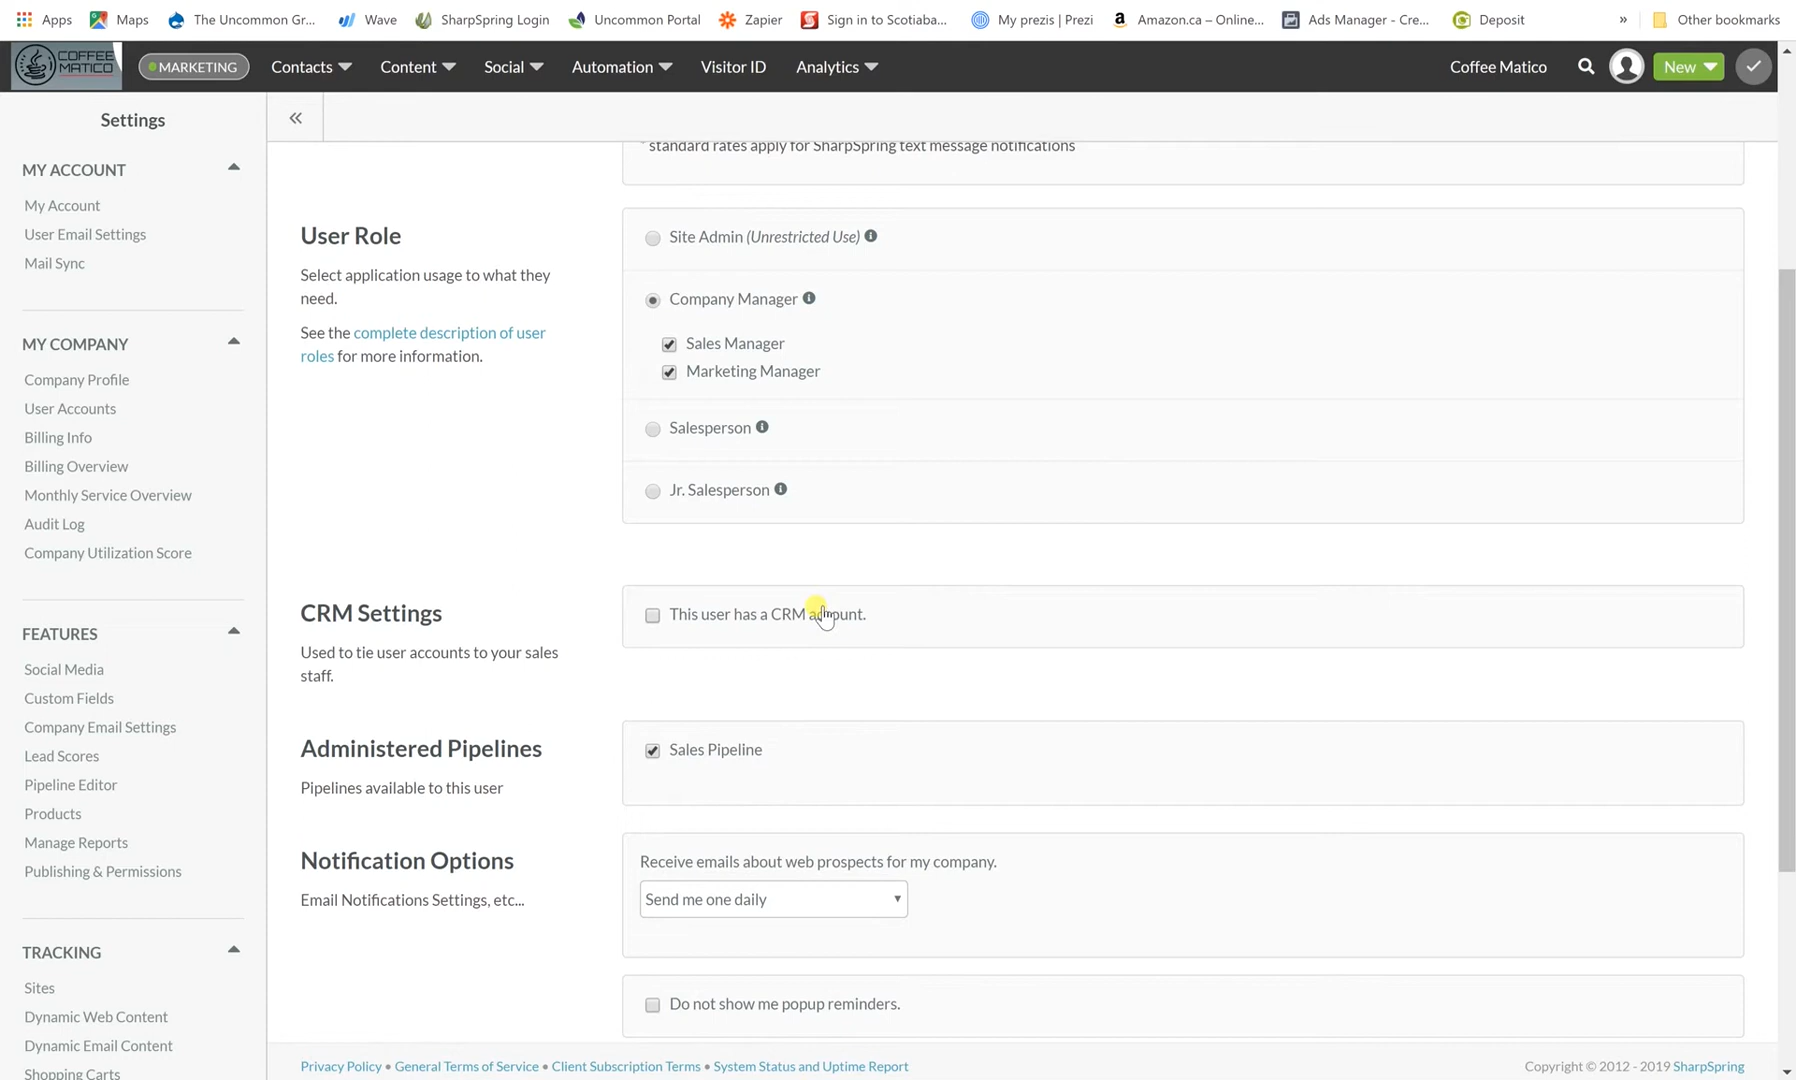 Apps Maps The Uncommon Gr... Wave SharpSpring Login Uncommon Portal Zapier Sign in to Scotiaba... My prezis | Prezi Amazon.ca – Online... Ads Manager - Cre... Deposit » Other bookmarks
COFFEE MATICO MARKETING Contacts Content Social Automation Visitor ID Analytics Coffee Matico New
Settings
«
* standard rates apply for SharpSpring text message notifications
MY ACCOUNT
My Account
User Email Settings
Mail Sync
MY COMPANY
Company Profile
User Accounts
Billing Info
Billing Overview
Monthly Service Overview
Audit Log
Company Utilization Score
FEATURES
Social Media
Custom Fields
Company Email Settings
Lead Scores
Pipeline Editor
Products
Manage Reports
Publishing & Permissions
TRACKING
Sites
Dynamic Web Content
Dynamic Email Content
Shopping Carts
User Role
Select application usage to what they
need.
See the complete description of user
roles for more information.
Site Admin (Unrestricted Use)
Company Manager
Sales Manager
Marketing Manager
Salesperson
Jr. Salesperson
CRM Settings
Used to tie user accounts to your sales
staff.
This user has a CRM account.
Administered Pipelines
Pipelines available to this user
Sales Pipeline
Notification Options
Email Notifications Settings, etc...
Receive emails about web prospects for my company.
Send me one daily
Do not show me popup reminders.
Privacy Policy • General Terms of Service • Client Subscription Terms • System Status and Uptime Report
Copyright © 2012 - 2019 SharpSpring